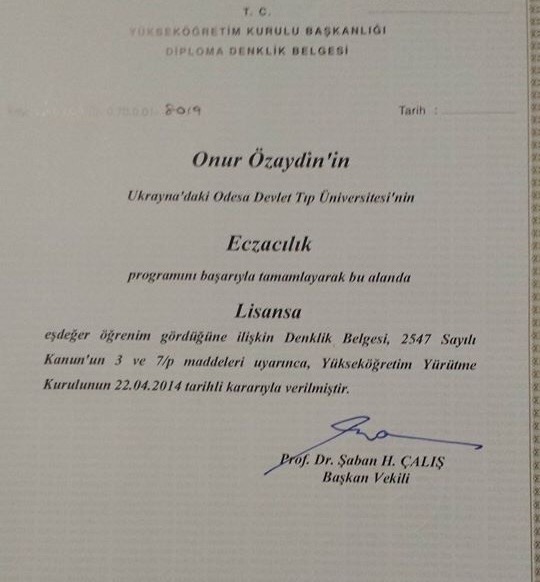 T. C.
YÜKSEKÖĞRETİM KURULU BAŞKANLIĞI
DİPLOMA DENKLİK BELGESİ
8019
Tarih :
Onur Özaydin'in
Ukrayna'daki Odesa Devlet Tıp Üniversitesi'nin
Eczacılık
programını başarıyla tamamlayarak bu alanda
Lisansa
eşdeğer öğrenim gördüğüne ilişkin Denklik Belgesi, 2547 Sayılı
Kanun'un 3 ve 7/p maddeleri uyarınca, Yükseköğretim Yürütme
Kurulunun 22.04.2014 tarihli kararıyla verilmiştir.
Prof. Dr. Şaban H. ÇALIŞ
Başkan Vekili